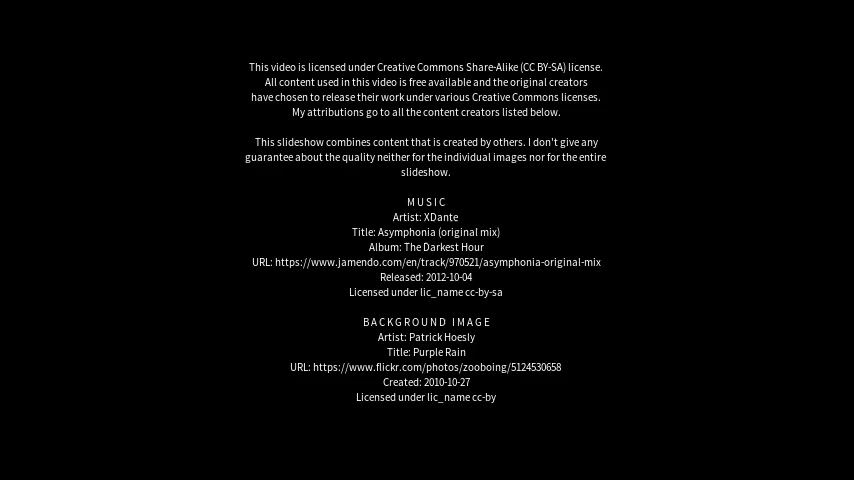 This video is licensed under Creative Commons Share-Alike (CC BY-SA) license.
All content used in this video is free available and the original creators
have chosen to release their work under various Creative Commons licenses.
My attributions go to all the content creators listed below.
This slideshow combines content that is created by others. I don't give any
guarantee about the quality neither for the individual images nor for the entire
slideshow.
MUSIC
Artist: XDante
Title: Asymphonia (original mix)
Album: The Darkest Hour
URL: https://www.jamendo.com/en/track/970521/asymphonia-original-mix
Released: 2012-10-04
Licensed under lic_name cc-by-sa
BACKGROUND IMAGE
Artist: Patrick Hoesly
Title: Purple Rain
URL: https://www.flickr.com/photos/zooboing/5124530658
Created: 2010-10-27
Licensed under lic_name cc-by